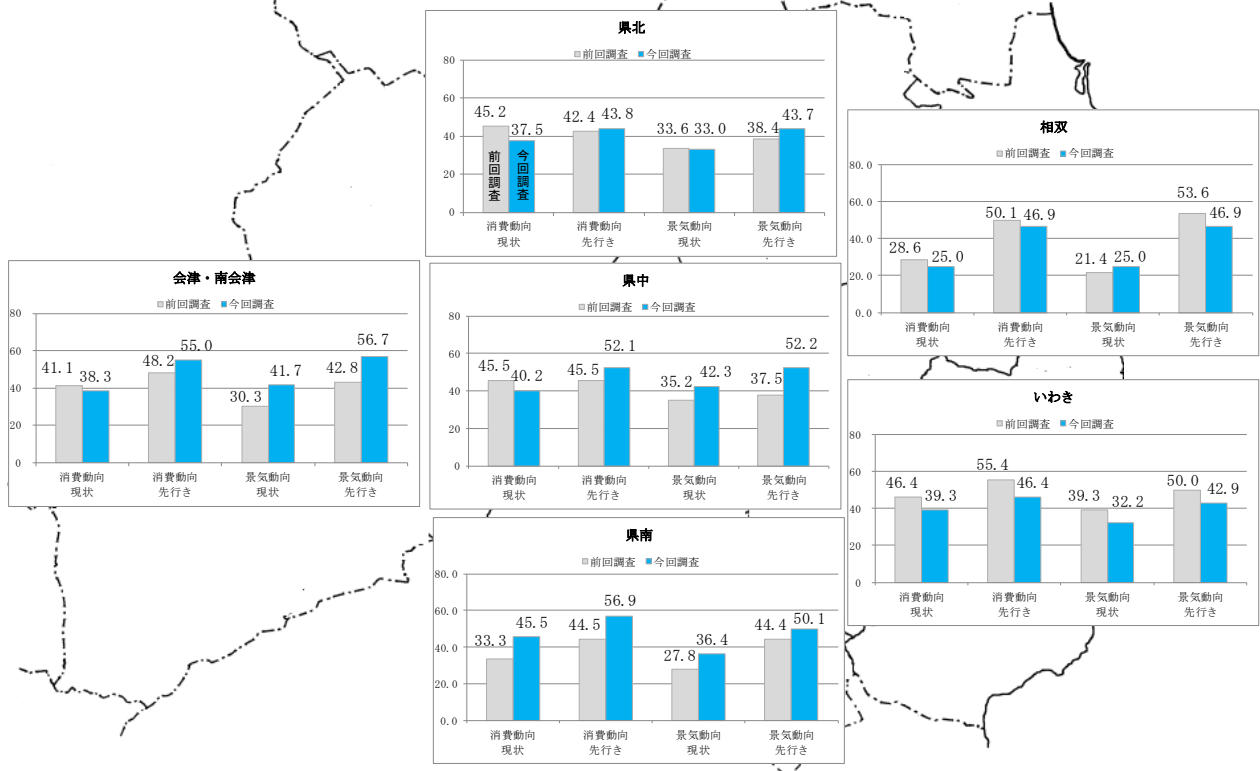 県北
前回調査 今回調査
80
60
40
20
0
45.2 37.5 42.4 43.8 33.6 33.0 38.4 43.7
前回調査
今回調査
消費動向 消費動向 景気動向 景気動向
現状 先行き 現状 先行き
相双
前回調査 今回調査
80.0
60.0
40.0
20.0
0.0
28.6 25.0 50.1 46.9 21.4 25.0 53.6 46.9
消費動向 消費動向 景気動向 景気動向
現状 先行き 現状 先行き
会津・南会津
前回調査 今回調査
80
60
40
20
0
41.1 38.3 48.2 55.0 30.3 41.7 42.8 56.7
消費動向 消費動向 景気動向 景気動向
現状 先行き 現状 先行き
県中
前回調査 今回調査
80
60
40
20
0
45.5 40.2 45.5 52.1 35.2 42.3 37.5 52.2
消費動向 消費動向 景気動向 景気動向
現状 先行き 現状 先行き
いわき
前回調査 今回調査
80
60
40
20
0
46.4 39.3 55.4 46.4 39.3 32.2 50.0 42.9
消費動向 消費動向 景気動向 景気動向
現状 先行き 現状 先行き
県南
前回調査 今回調査
80.0
60.0
40.0
20.0
0.0
33.3 45.5 44.5 56.9 27.8 36.4 44.4 50.1
消費動向 消費動向 景気動向 景気動向
現状 先行き 現状 先行き